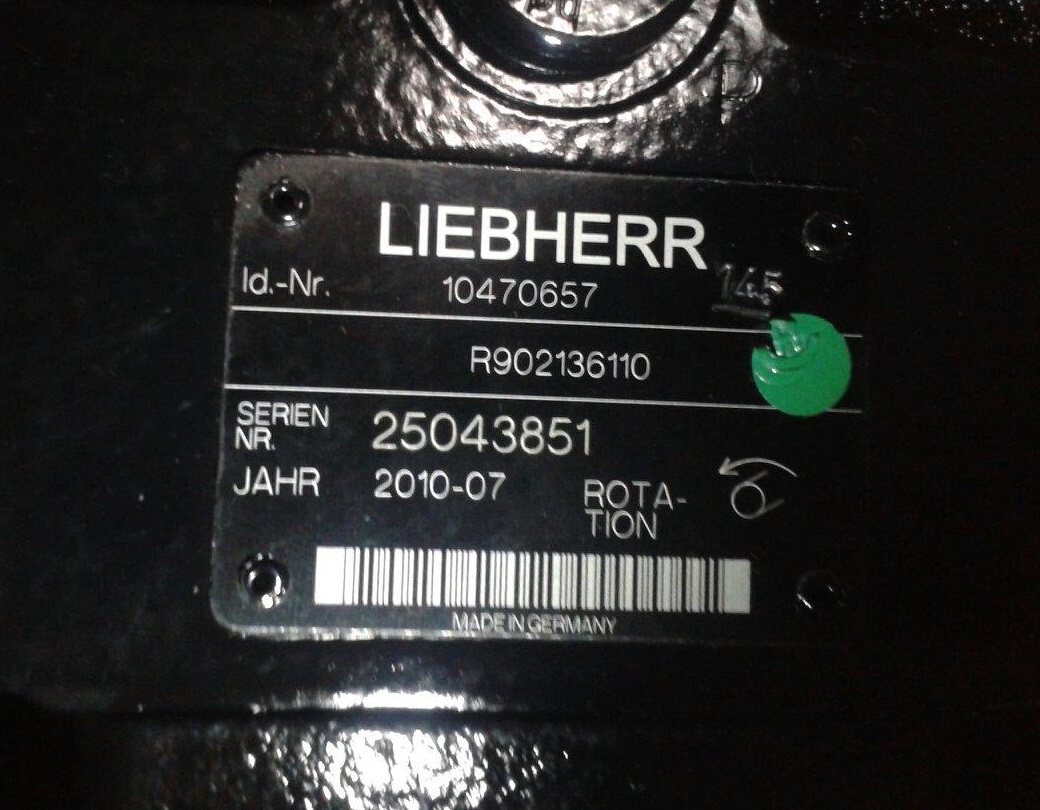 P
LIEBHERR
Id.-Nr. 10470657
145
R902136110
SERIEN NR. 25043851
JAHR 2010-07
ROTA-
TION
MADE IN GERMANY